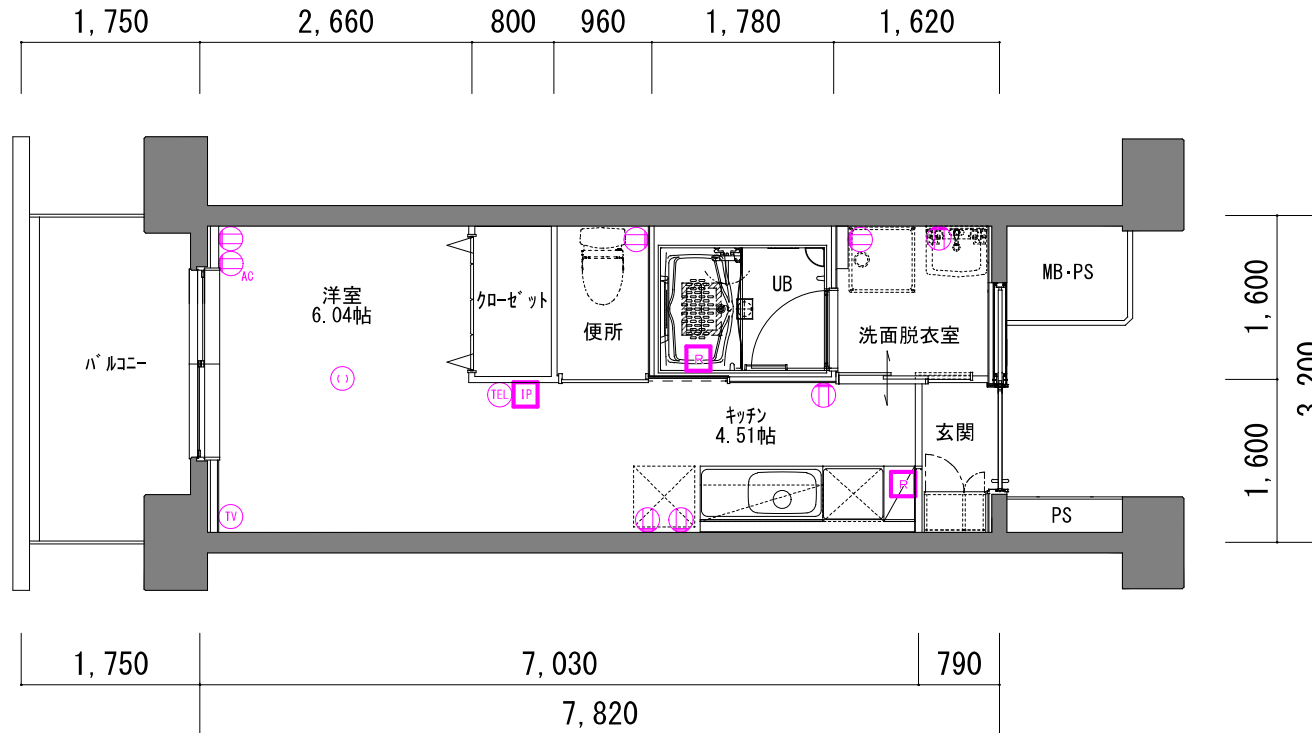 1,750
2,660
800
960
1,780
1,620
AC
洋室
6.04帖
クローゼット
便所
UB
洗面脱衣室
MB・PS
バルコニー
1,600
3,200
TEL
IP
R
キッチン
4.51帖
玄関
1,600
R
TV
PS
1,750
7,030
790
7,820